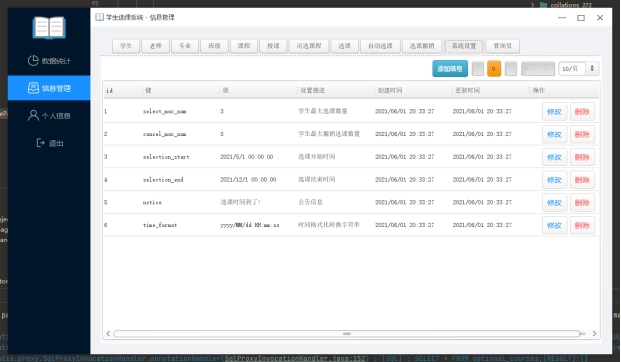 95
collations 272
学生选课系统 - 信息管理
数据统计
信息管理
个人信息
退出
学生 老师 专业 班级 课程 授课 可选课程 选课 自动选课 选课撤销 系统设置 管理员
添加信息 0 10/页
id 键 值 设置描述 创建时间 更新时间 操作
1 select_max_num 3 学生最大选课数量 2021/06/01 20:33:27 2021/06/01 20:33:27 修改 删除
2 cancel_max_num 5 学生最大撤销选课数量 2021/06/01 20:33:27 2021/06/01 20:33:27 修改 删除
3 selection_start 2021/5/1 00:00:00 选课开始时间 2021/06/01 20:33:27 2021/06/01 20:33:27 修改 删除
4 selection_end 2021/12/1 00:00:00 选课结束时间 2021/06/01 20:33:27 2021/06/01 20:33:27 修改 删除
5 notice 选课时间到了! 公告信息 2021/06/01 20:33:27 2021/06/01 20:33:27 修改 删除
6 time_format yyyy/MM/dd HH:mm:ss 时间格式化转换字符串 2021/06/01 20:33:27 2021/06/01 20:33:27 修改 删除
atis.proxy.SqlProxyInvocationHandler.annotationHandler(SqlProxyInvocationHandler.java:152) : [SQL] : SELECT * FROM optional_courses;[RESULT]:[]